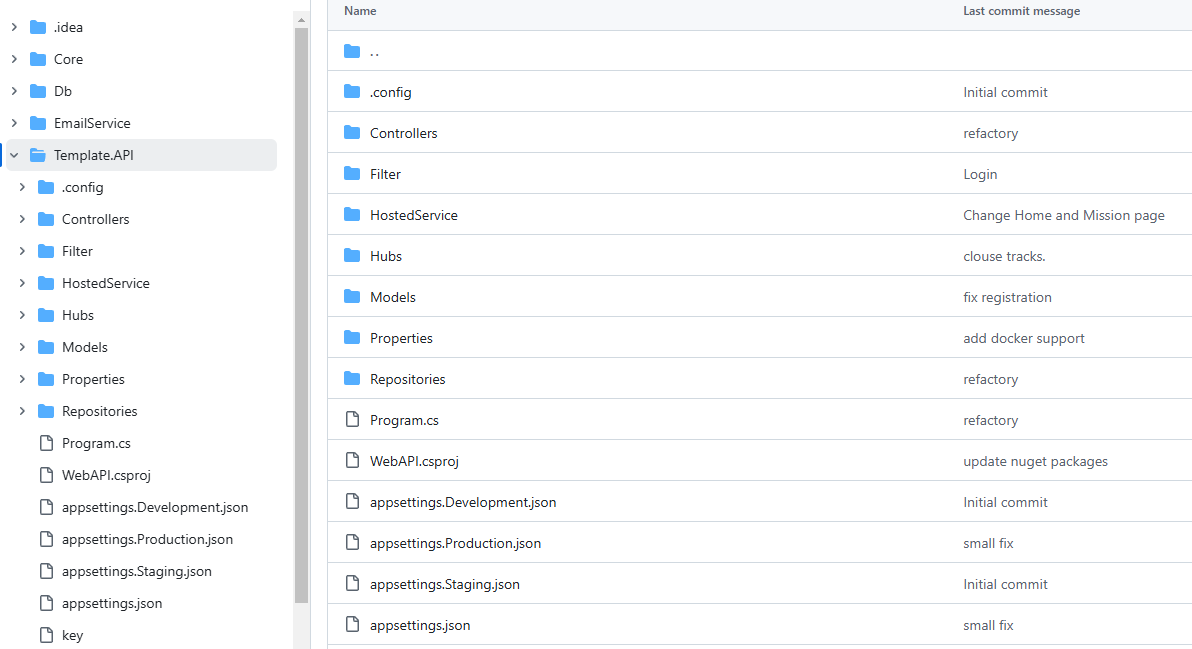 .idea
Core
Db
EmailService
Template.API
.config
Controllers
Filter
HostedService
Hubs
Models
Properties
Repositories
Program.cs
WebAPI.csproj
appsettings.Development.json
appsettings.Production.json
appsettings.Staging.json
appsettings.json
key
Name Last commit message
..
.config Initial commit
Controllers refactory
Filter Login
HostedService Change Home and Mission page
Hubs clouse tracks.
Models fix registration
Properties add docker support
Repositories refactory
Program.cs refactory
WebAPI.csproj update nuget packages
appsettings.Development.json Initial commit
appsettings.Production.json small fix
appsettings.Staging.json Initial commit
appsettings.json small fix